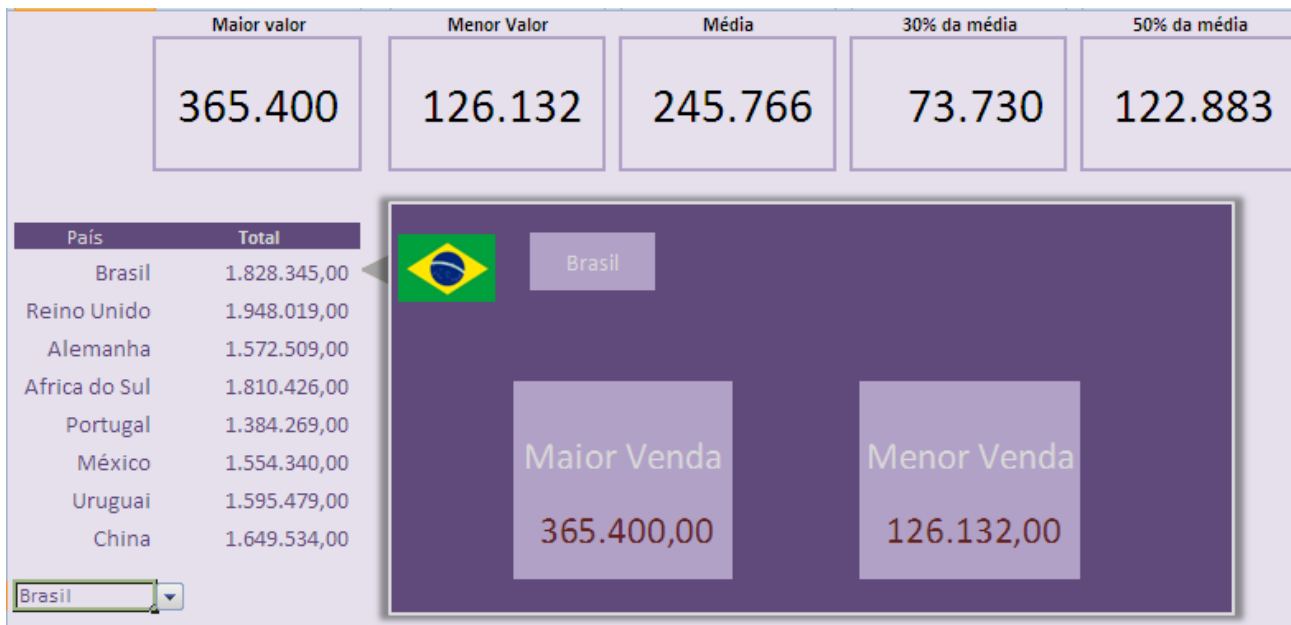 Maior valor Menor Valor Média 30% da média 50% da média
365.400 126.132 245.766 73.730 122.883
País Total
Brasil 1.828.345,00
Reino Unido 1.948.019,00
Alemanha 1.572.509,00
Africa do Sul 1.810.426,00
Portugal 1.384.269,00
México 1.554.340,00
Uruguai 1.595.479,00
China 1.649.534,00
Brasil
Brasil
Maior Venda Menor Venda
365.400,00 126.132,00